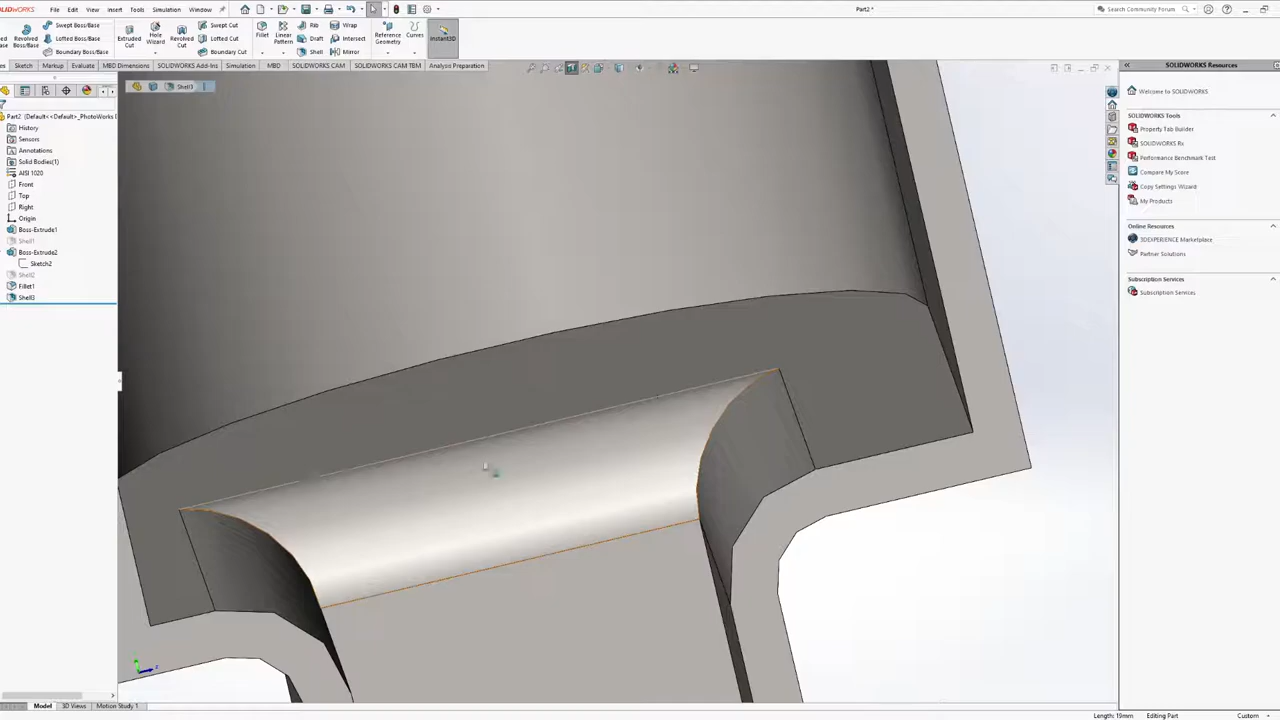 SOLIDWORKS File Edit View Insert Tools Simulation Window Part2 * Search Community Forum
Revolved Boss/Base
Swept Boss/Base
Lofted Boss/Base
Boundary Boss/Base
Extruded Cut
Hole Wizard
Revolved Cut
Swept Cut
Lofted Cut
Boundary Cut
Fillet
Linear Pattern
Rib
Draft
Shell
Wrap
Intersect
Mirror
Reference Geometry
Curves
Instant3D
Sketch Markup Evaluate MBD Dimensions SOLIDWORKS Add-Ins Simulation MBD SOLIDWORKS CAM SOLIDWORKS CAM TBM Analysis Preparation
Shell3
Part2 (Default<<Default>_PhotoWorks
History
Sensors
Annotations
Solid Bodies(1)
AISI 1020
Front
Top
Right
Origin
Boss-Extrude1
Shell1
Boss-Extrude2
Sketch2
Shell2
Fillet1
Shell3
SOLIDWORKS Resources
Welcome to SOLIDWORKS
SOLIDWORKS Tools
Property Tab Builder
SOLIDWORKS Rx
Performance Benchmark Test
Compare My Score
Copy Settings Wizard
My Products
Online Resources
3DEXPERIENCE Marketplace
Partner Solutions
Subscription Services
Subscription Services
Model 3D Views Motion Study 1
Length: 19mm Editing Part Custom